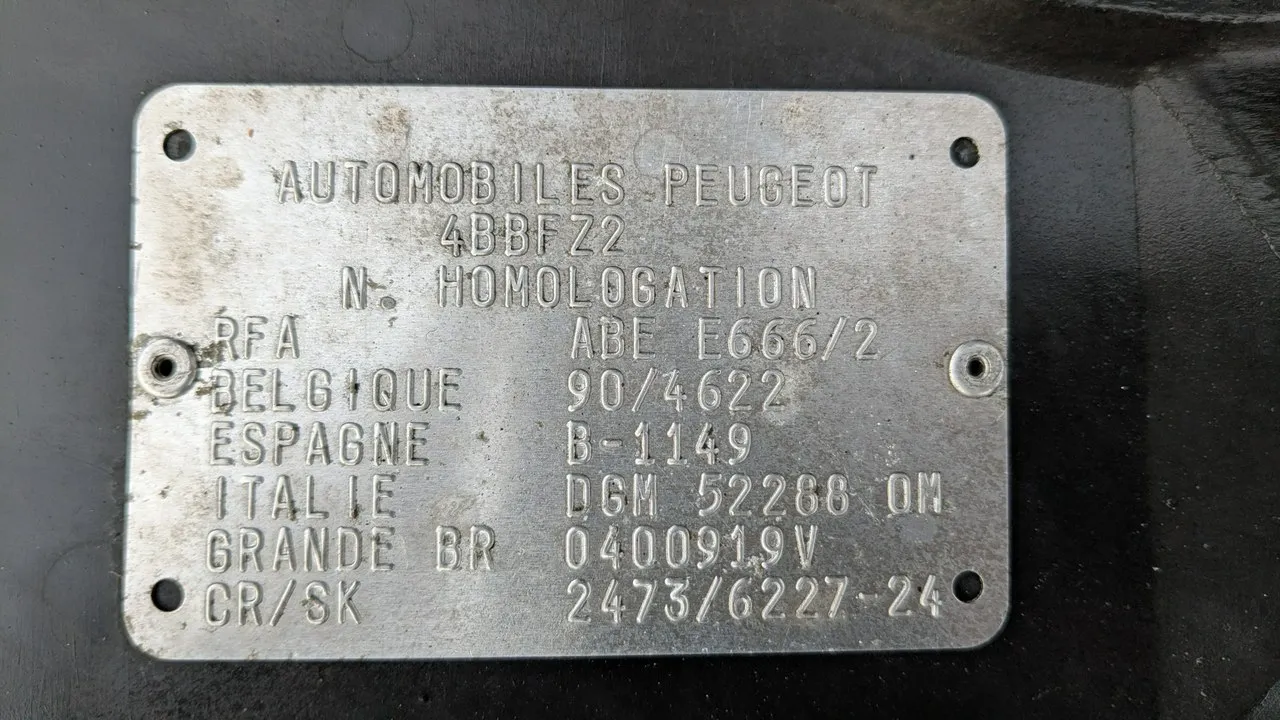 AUTOMOBILES PEUGEOT
4BBFZ2
N. HOMOLOGATION
RFA ABE E666/2
BELGIQUE 90/4622
ESPAGNE B-1149
ITALIE DGM 52288 OM
GRANDE BR 0400919V
CR/SK 2473/6227-24